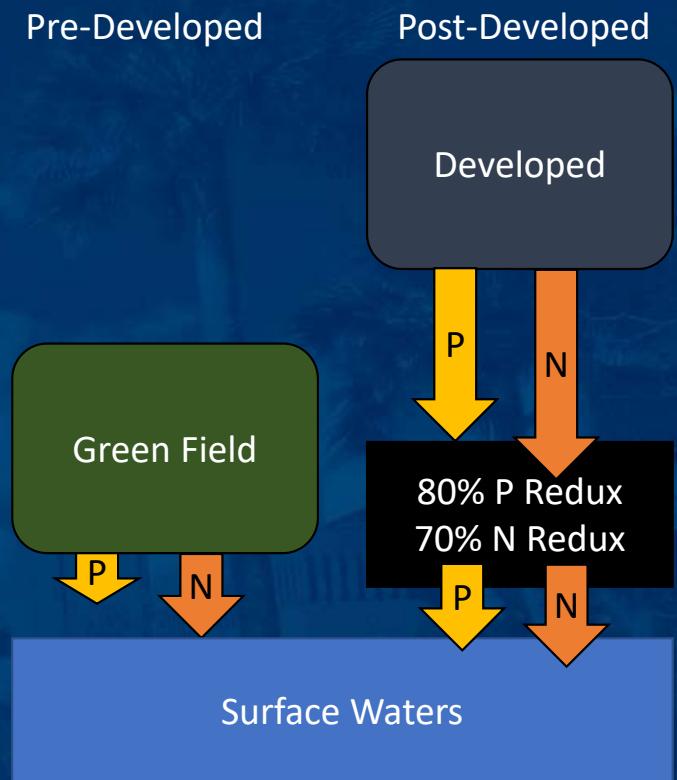 Pre-Developed
Post-Developed
Developed
P
N
Green Field
80% P Redux
70% N Redux
P
N
P
N
Surface Waters